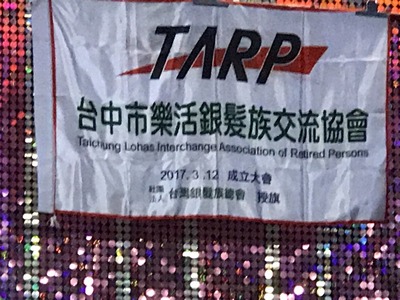 TARP
台中市樂活銀髮族交流協會
Taichung Lohas Interchange Association of Retired Persons
2017.3.12 成立大會
社團法人 台灣銀髮族總會 授旗